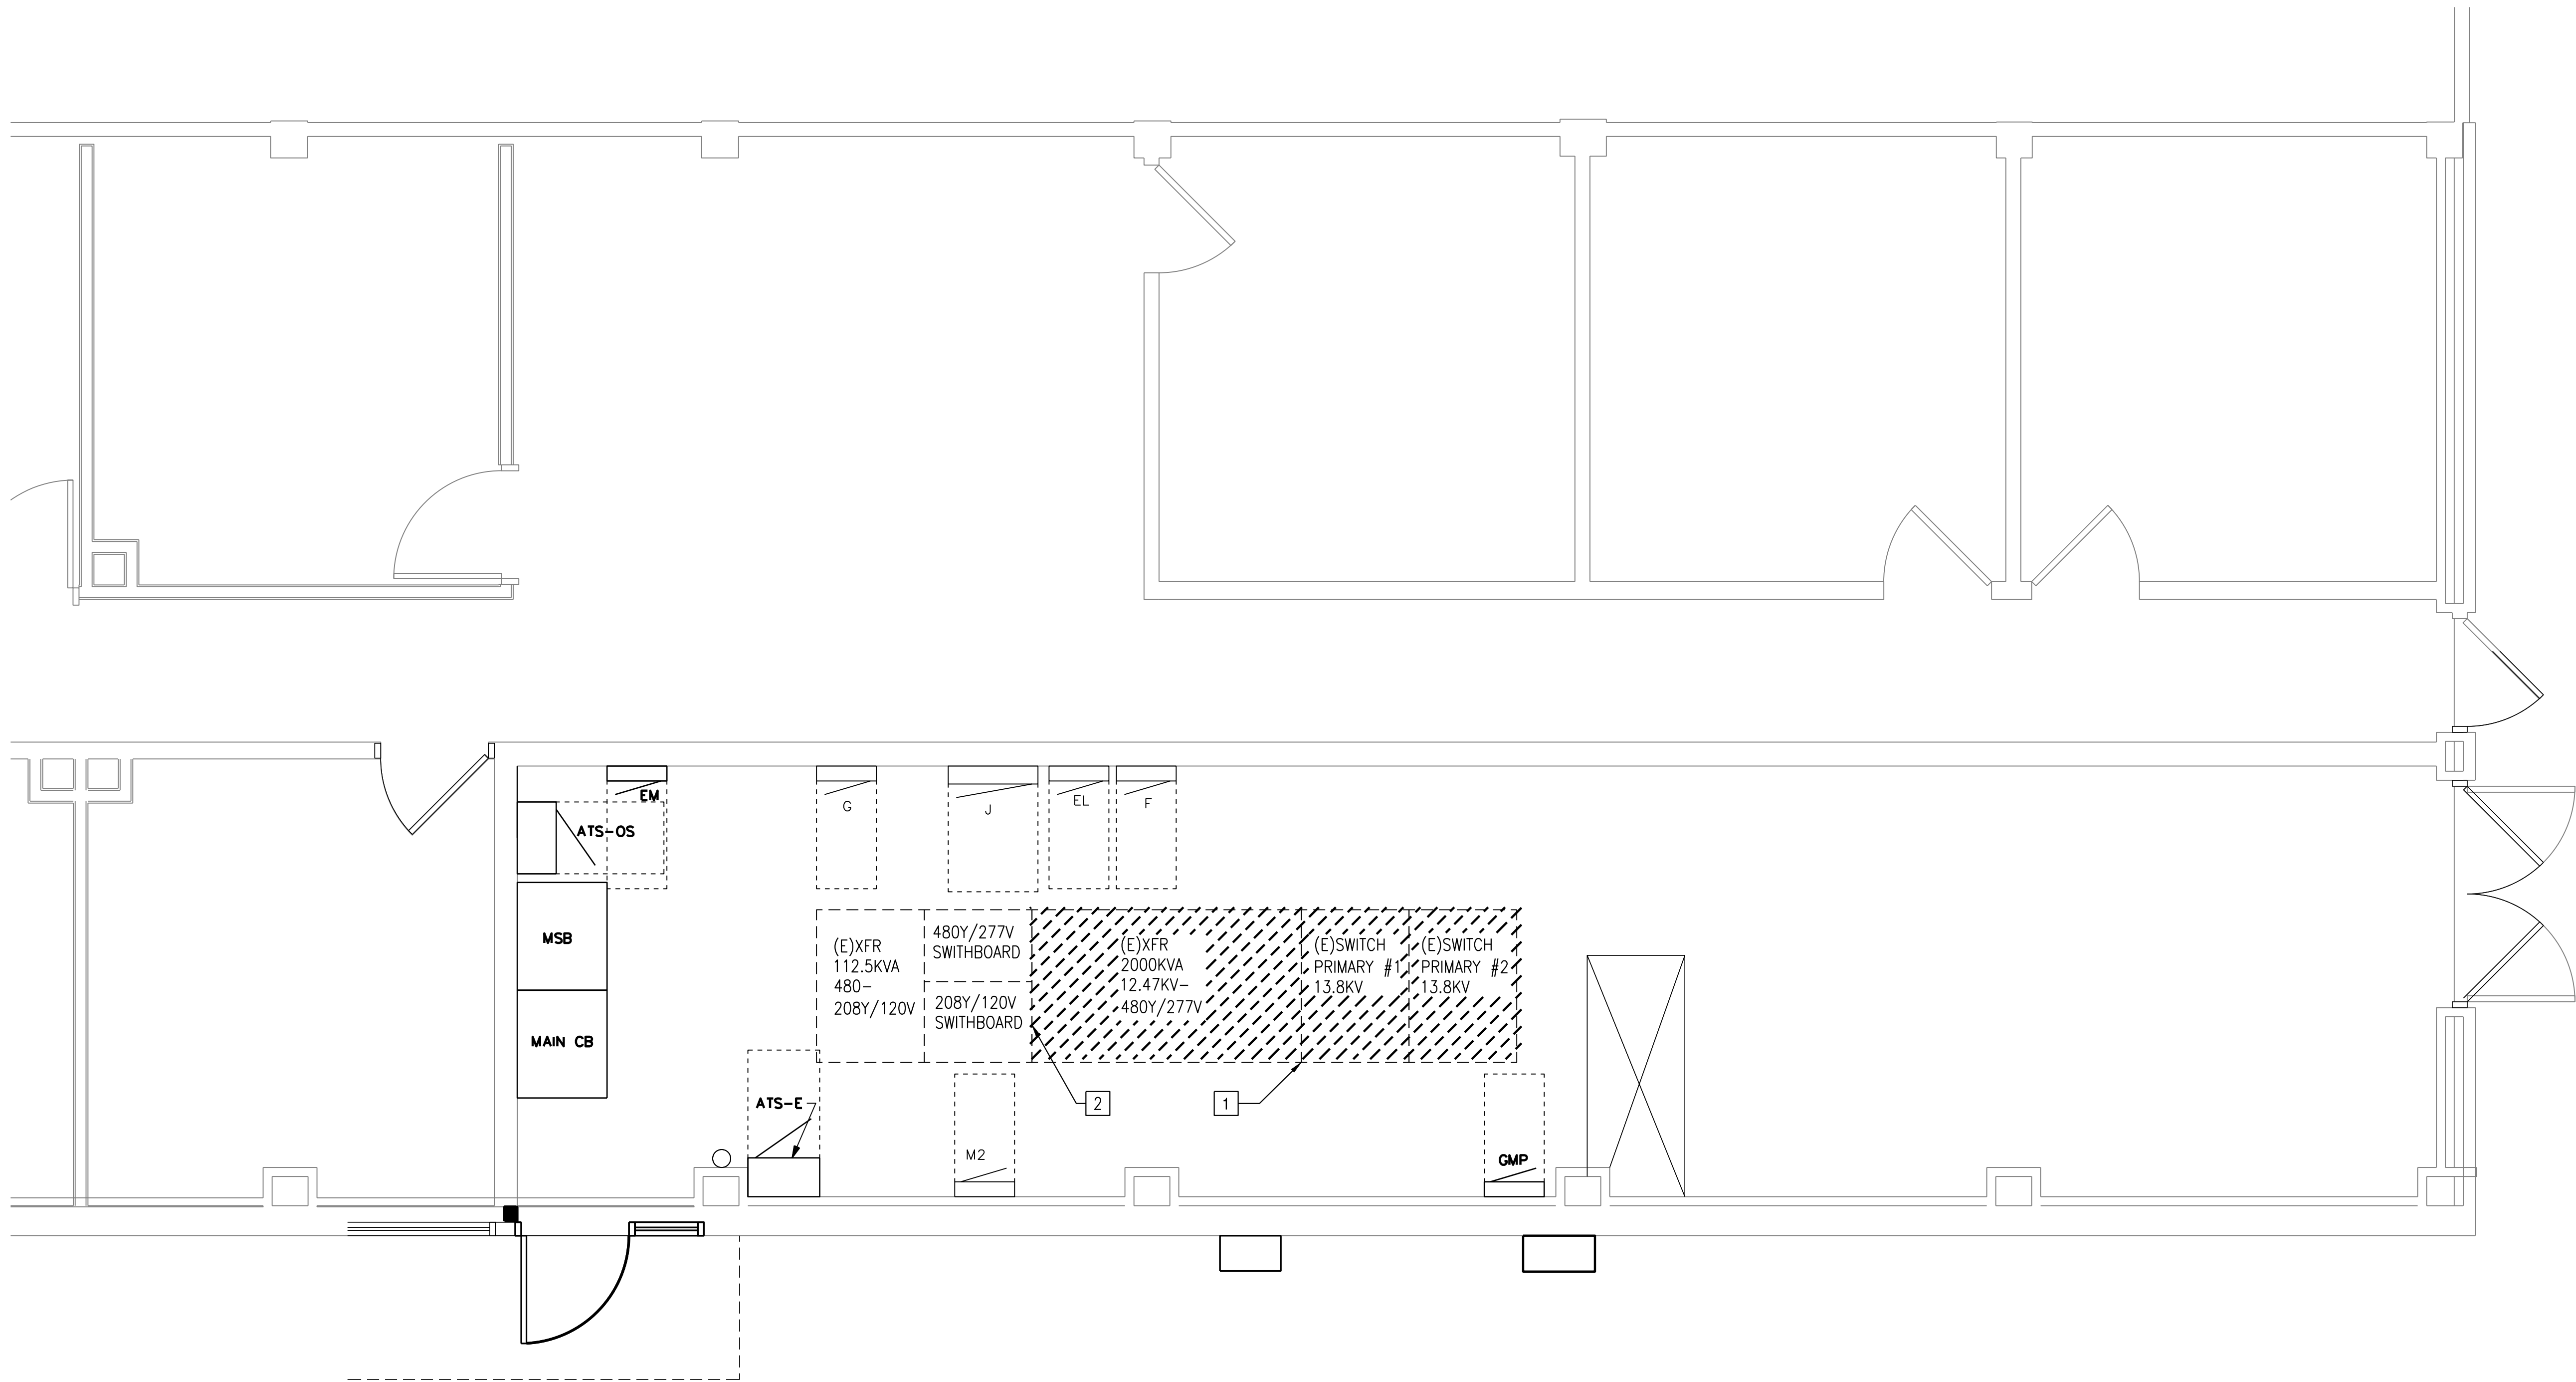 EM
G
J
EL
F
ATS-OS
MSB
MAIN CB
(E)XFR
112.5KVA
480-
208Y/120V
480Y/277V
SWITHBOARD
208Y/120V
SWITHBOARD
(E)XFR
2000KVA
12.47KV-
480Y/277V
(E)SWITCH
PRIMARY #1
13.8KV
(E)SWITCH
PRIMARY #2
13.8KV
ATS-E
2
1
M2
GMP